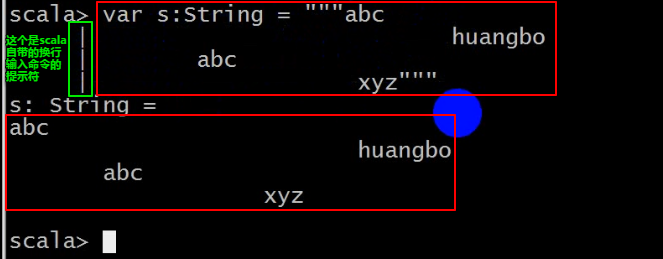 scala> var s:String = """abc
这个是scala
自带的换行
输入命令的
提示符
|                           huangbo
|        abc
|                    xyz"""
s: String =
abc
                           huangbo
       abc
                   xyz
scala>